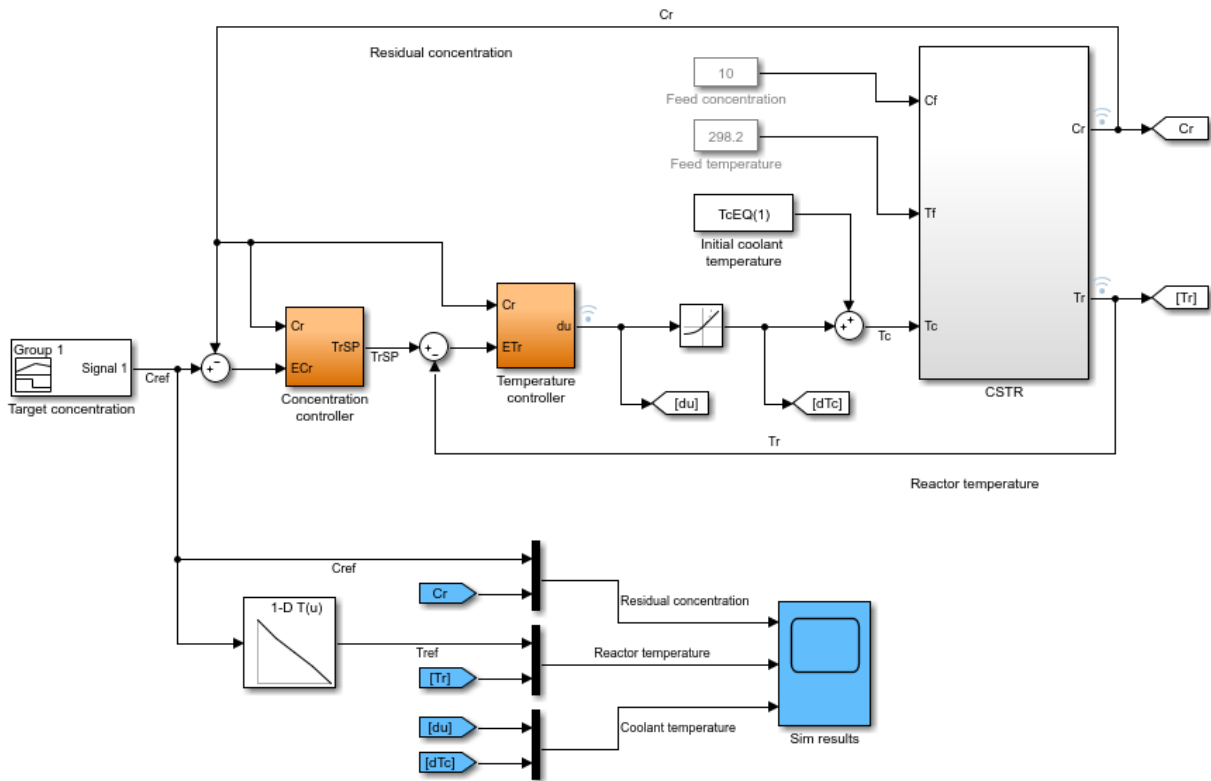 Cr
Residual concentration
10
Feed concentration
298.2
Feed temperature
TcEQ(1)
Initial coolant
temperature
Cf
Tf
Tc
Cr
Tr
CSTR
Cr
[Tr]
Group 1
Signal 1
Target concentration
Cref
Cr
ECr
TrSP
Concentration
controller
TrSP
Cr
ETr
du
Temperature
controller
[du]
[dTc]
Tc
Tr
Reactor temperature
Cref
Cr
1-D T(u)
Tref
[Tr]
[du]
[dTc]
Residual concentration
Reactor temperature
Coolant temperature
Sim results